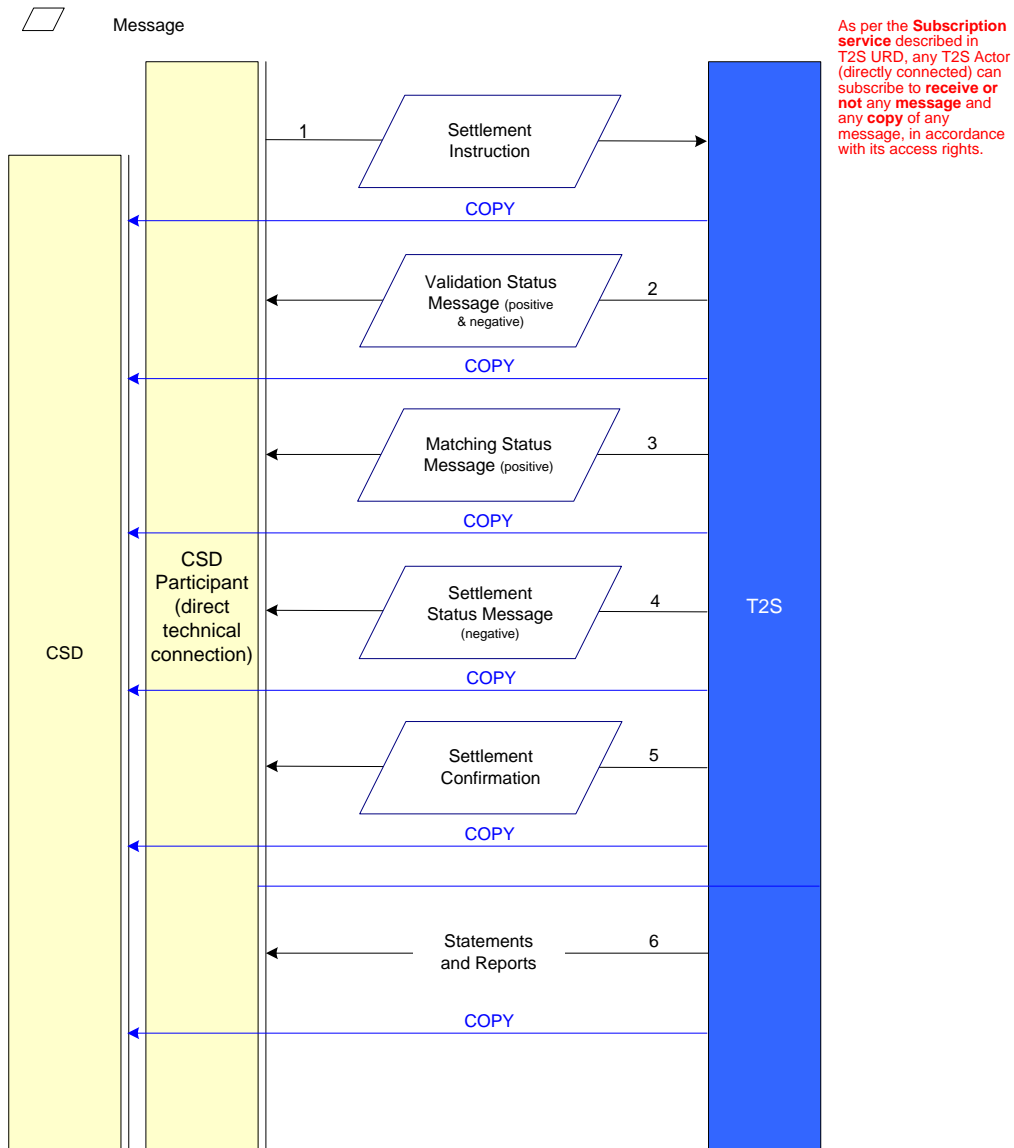 Message
As per the Subscription
service described in
T2S URD, any T2S Actor
(directly connected) can
subscribe to receive or
not any message and
any copy of any
message, in accordance
with its access rights.
1
Settlement
Instruction
COPY
Validation Status
Message (positive
& negative)
2
COPY
Matching Status
Message (positive)
3
COPY
CSD
Participant
(direct
technical
connection)
Settlement
Status Message
(negative)
4
T2S
CSD
COPY
Settlement
Confirmation
5
COPY
Statements
and Reports
6
COPY